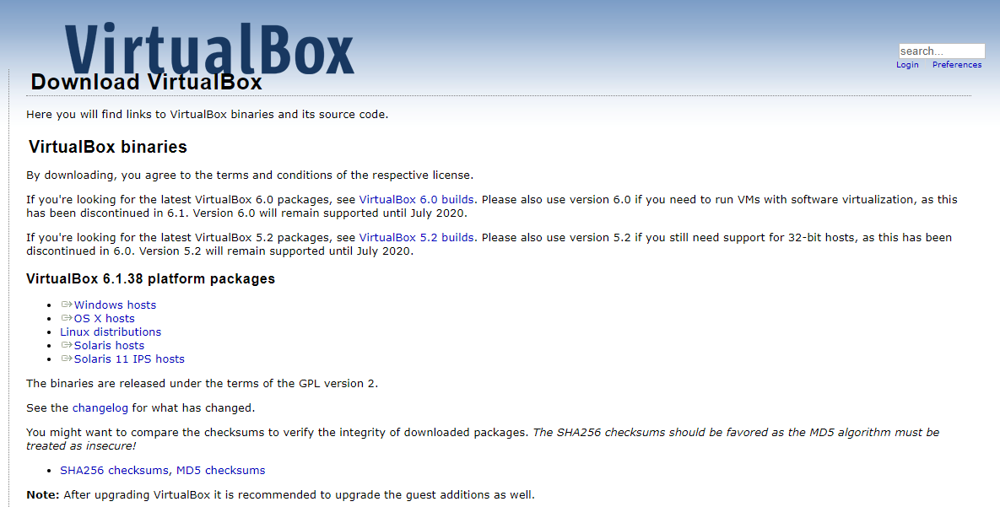 VirtualBox
search...
Login Preferences
Download VirtualBox
Here you will find links to VirtualBox binaries and its source code.
VirtualBox binaries
By downloading, you agree to the terms and conditions of the respective license.
If you're looking for the latest VirtualBox 6.0 packages, see VirtualBox 6.0 builds. Please also use version 6.0 if you need to run VMs with software virtualization, as this
has been discontinued in 6.1. Version 6.0 will remain supported until July 2020.
If you're looking for the latest VirtualBox 5.2 packages, see VirtualBox 5.2 builds. Please also use version 5.2 if you still need support for 32-bit hosts, as this has been
discontinued in 6.0. Version 5.2 will remain supported until July 2020.
VirtualBox 6.1.38 platform packages
• Windows hosts
• OS X hosts
• Linux distributions
• Solaris hosts
• Solaris 11 IPS hosts
The binaries are released under the terms of the GPL version 2.
See the changelog for what has changed.
You might want to compare the checksums to verify the integrity of downloaded packages. The SHA256 checksums should be favored as the MD5 algorithm must be
treated as insecure!
• SHA256 checksums, MD5 checksums
Note: After upgrading VirtualBox it is recommended to upgrade the guest additions as well.